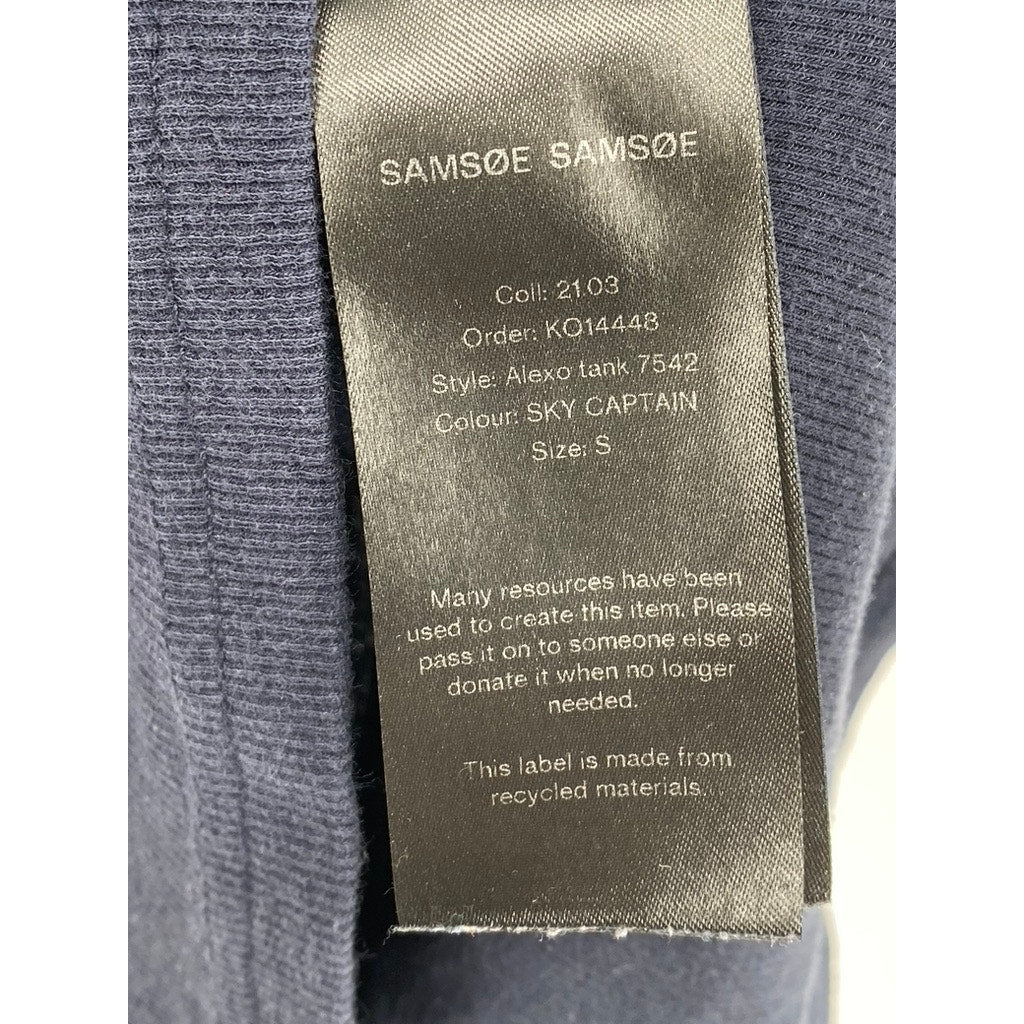 SAMSØE SAMSØE
Coll: 21.03
Order: KO14448
Style: Alexo tank 7542
Colour: SKY CAPTAIN
Size: S
Many resources have been
used to create this item. Please
pass it on to someone else or
donate it when no longer
needed.
This label is made from
recycled materials.